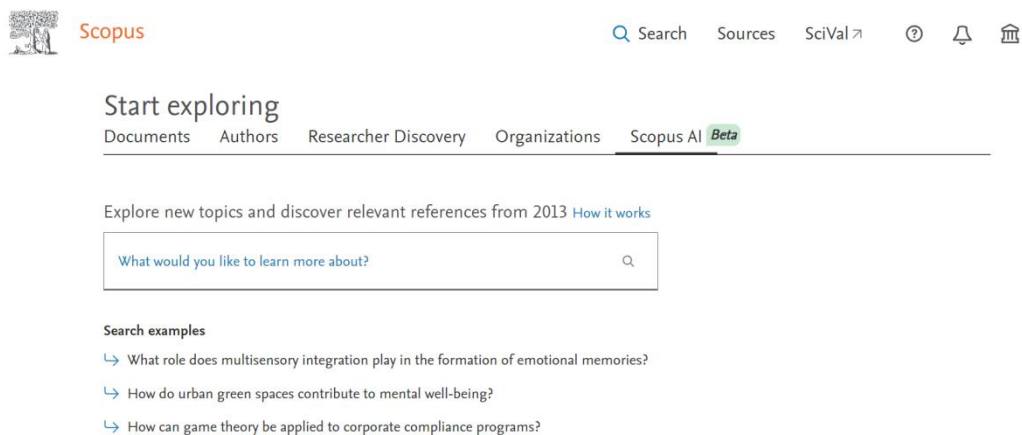 Scopus
Search Sources SciVal
Start exploring
Documents Authors Researcher Discovery Organizations Scopus AI Beta
Explore new topics and discover relevant references from 2013 How it works
What would you like to learn more about?
Search examples
What role does multisensory integration play in the formation of emotional memories?
How do urban green spaces contribute to mental well-being?
How can game theory be applied to corporate compliance programs?